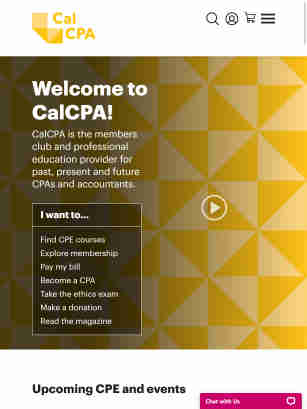 Cal
CPA
Welcome to
CalCPA!
CalCPA is the members
club and professional
education provider for
past, present and future
CPAs and accountants.
I want to...
Find CPE courses
Explore membership
Pay my bill
Become a CPA
Take the ethics exam
Make a donation
Read the magazine
Upcoming CPE and events
Chat with Us